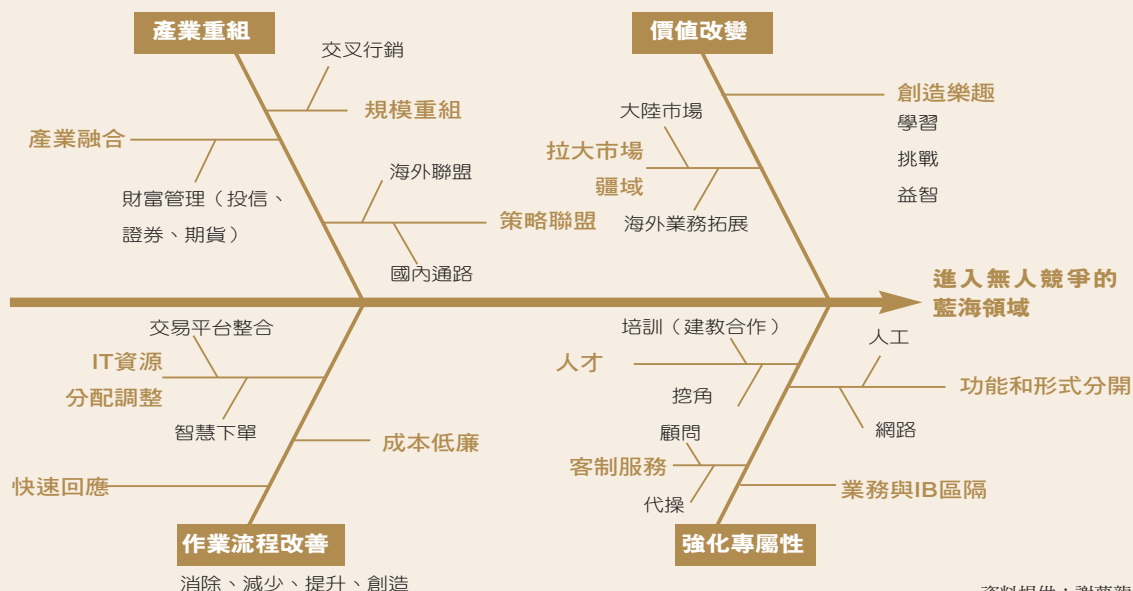 產業重組
交叉行銷
規模重組
產業融合
財富管理（投信、
證券、期貨）
海外聯盟
策略聯盟
國內通路
價值改變
創造樂趣
學習
挑戰
益智
大陸市場
拉大市場
疆域
海外業務拓展
進入無人競爭的
藍海領域
交易平台整合
IT資源
分配調整
智慧下單
成本低廉
快速回應
作業流程改善
消除、減少、提升、創造
培訓（建教合作）
人才
挖角
人工
功能和形式分開
網路
顧問
客制服務
代操
業務與IB區隔
強化專屬性
資料提供：謝夢龍